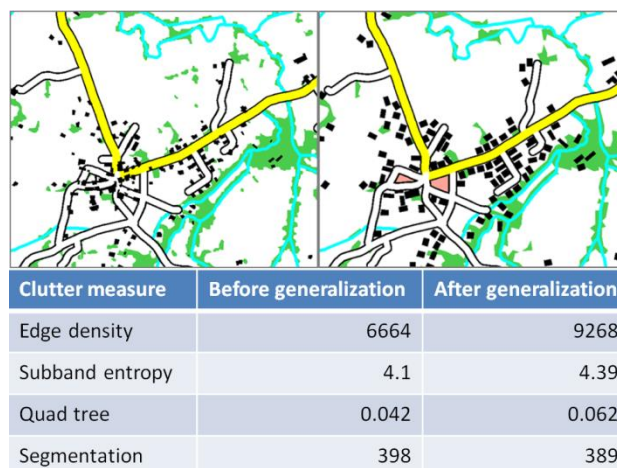 Clutter measure Before generalization After generalization
Edge density 6664 9268
Subband entropy 4.1 4.39
Quad tree 0.042 0.062
Segmentation 398 389